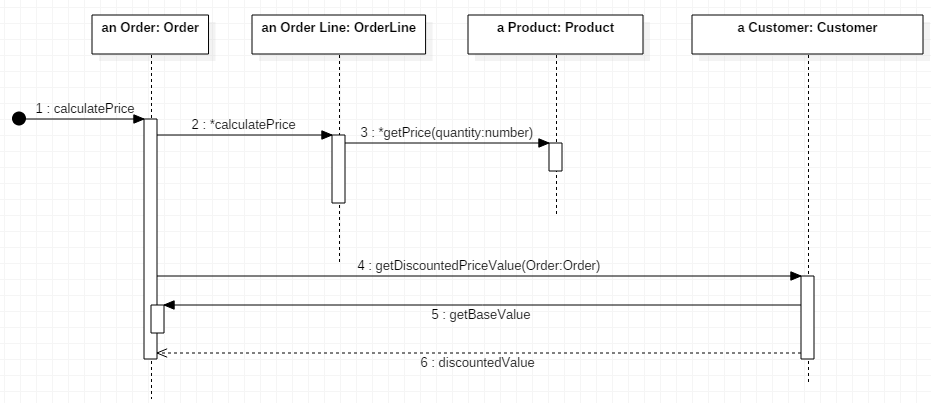 an Order: Order
an Order Line: OrderLine
a Product: Product
a Customer: Customer
1 : calculatePrice
2 : *calculatePrice
3 : *getPrice(quantity:number)
4 : getDiscountedPriceValue(Order:Order)
5 : getBaseValue
6 : discountedValue